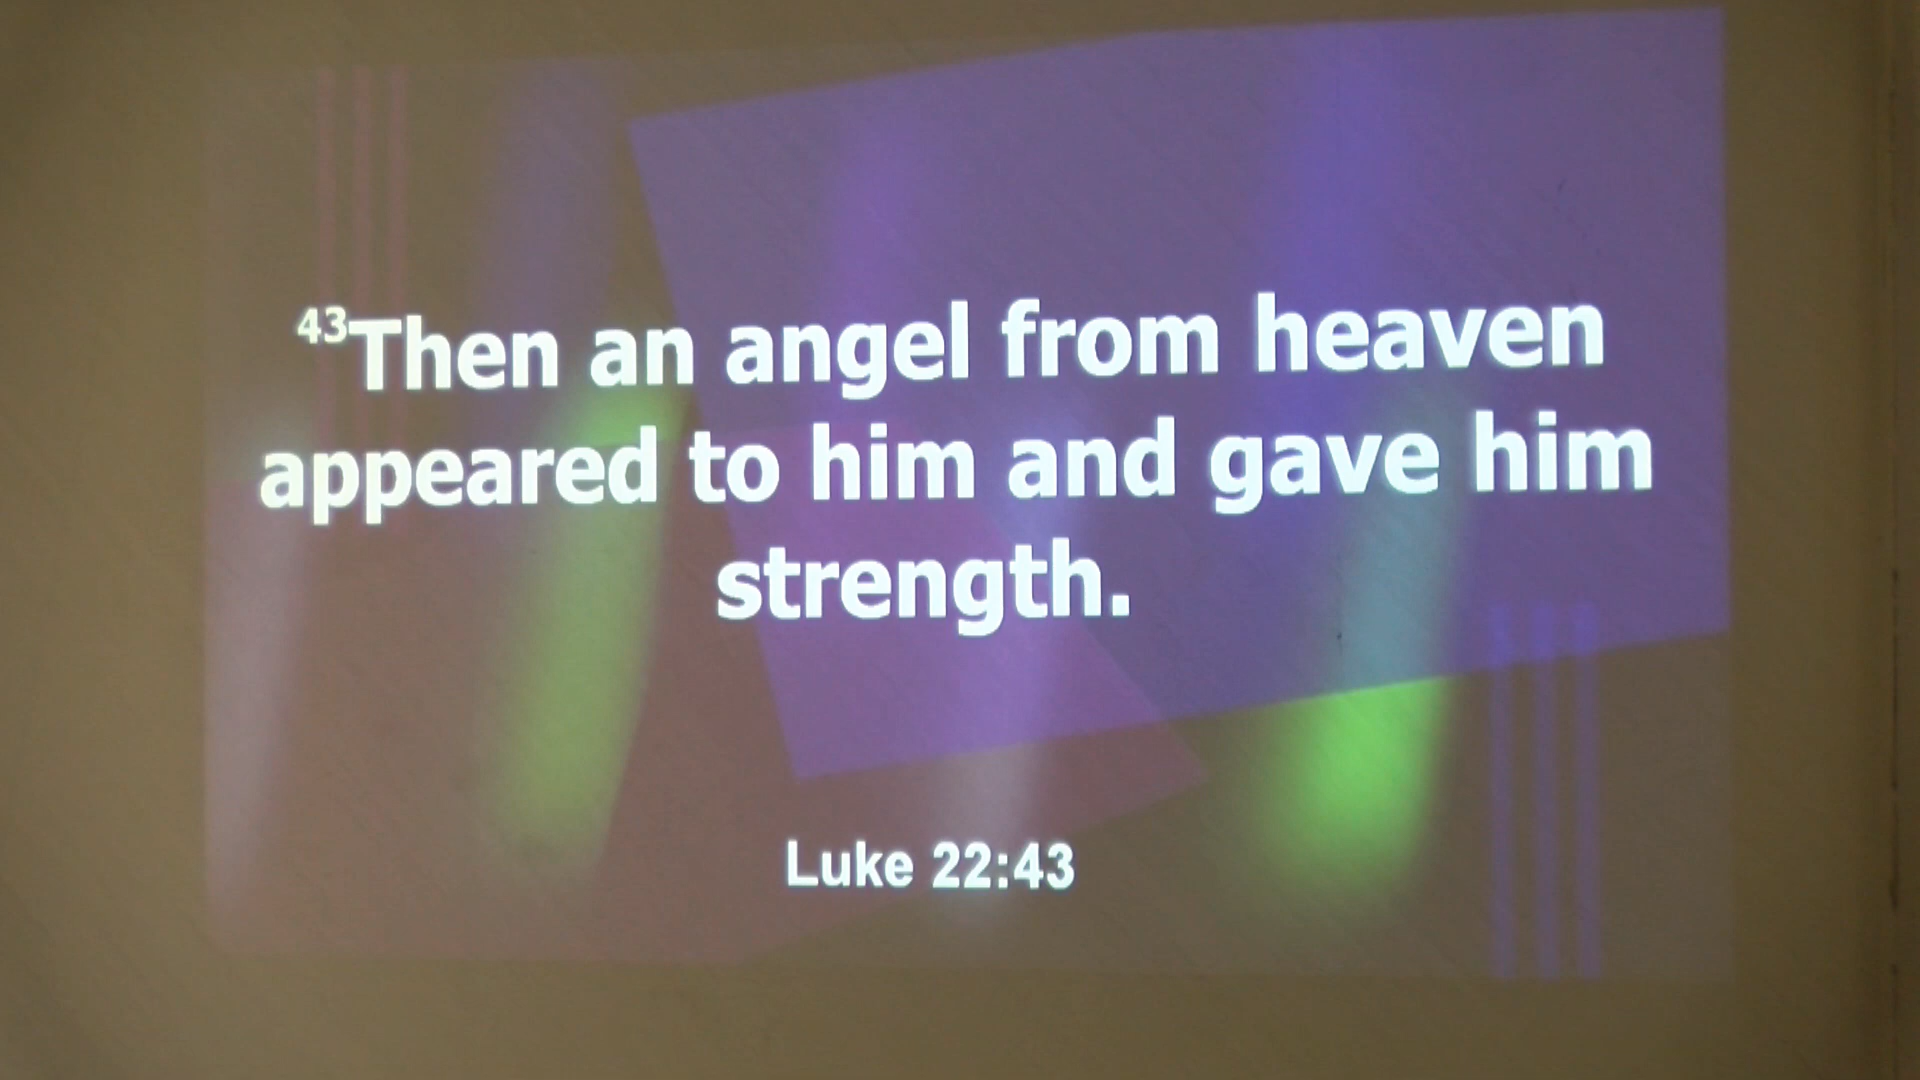 43Then an angel from heaven
appeared to him and gave him
strength.
Luke 22:43